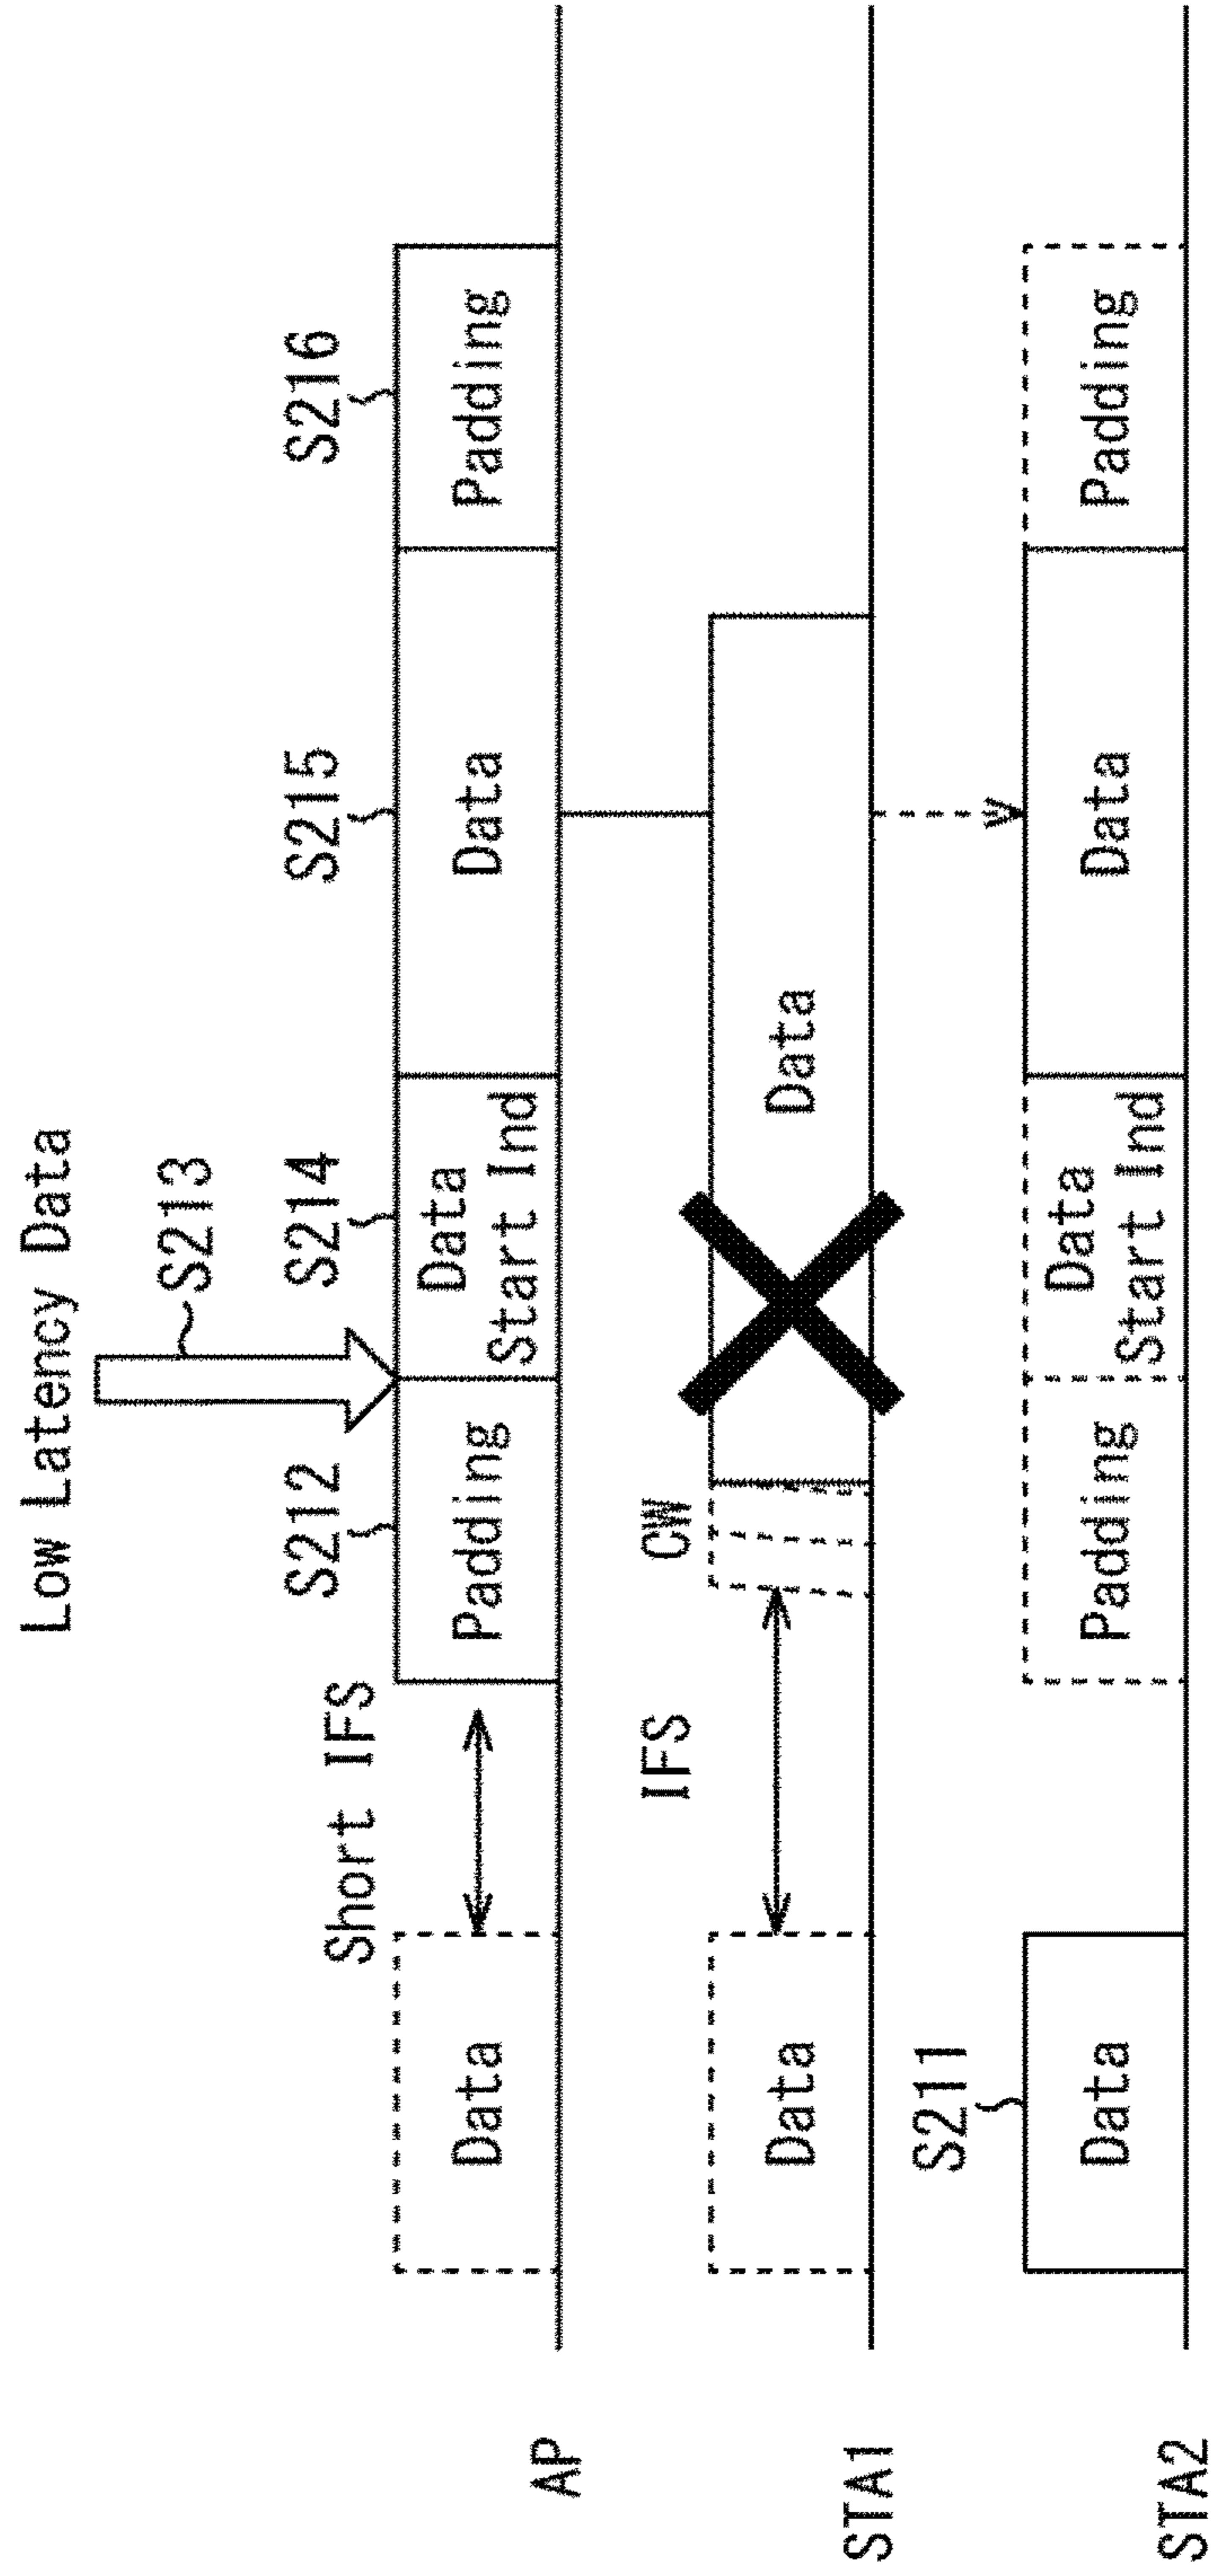 Low Latency Data
S213
Short IFS
S212
S214
S215
S216
Data
Padding
Data
Start Ind
Data
Padding
AP
IFS
CW
Data
Data
STA1
S211
Data
Padding
Data
Start Ind
Data
Padding
STA2